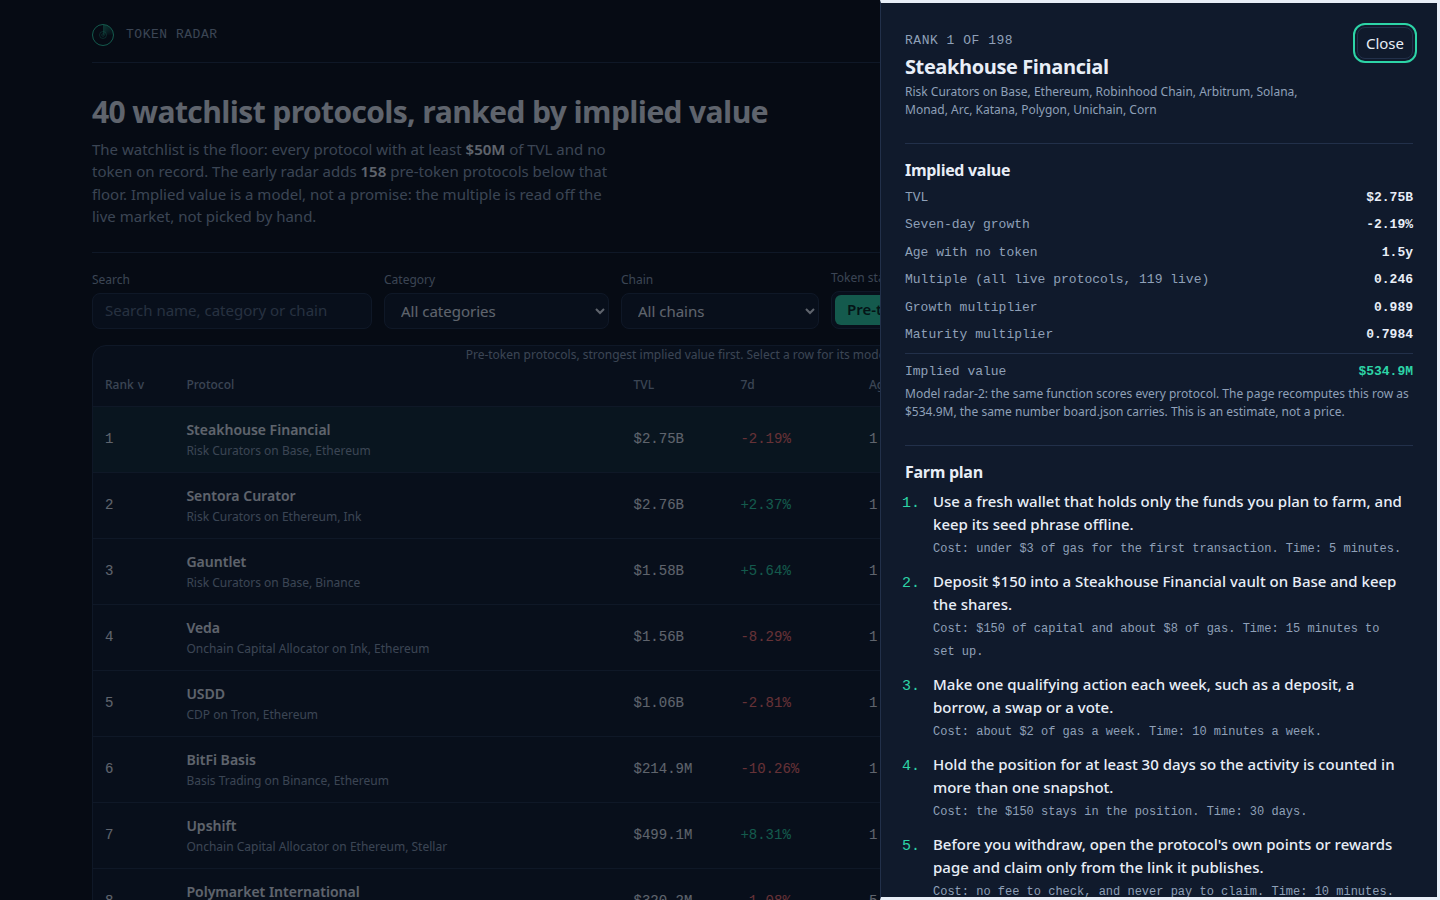 TOKEN RADAR
40 watchlist protocols, ranked by implied value
The watchlist is the floor: every protocol with at least $50M of TVL and no
token on record. The early radar adds 158 pre-token protocols below that
floor. Implied value is a model, not a promise: the multiple is read off the
live market, not picked by hand.
Search
Category
Chain
Search name, category or chain
All categories
All chains
Pre-token protocols, strongest implied value first. Select a row for its
Rank v Protocol TVL 7d
1 Steakhouse Financial $2.75B -2.19%
Risk Curators on Base, Ethereum
2 Sentora Curator $2.76B +2.37%
Risk Curators on Ethereum, Ink
3 Gauntlet $1.58B +5.64%
Risk Curators on Base, Binance
4 Veda $1.56B -8.29%
Onchain Capital Allocator on Ink, Ethereum
5 USDD $1.06B -2.81%
CDP on Tron, Ethereum
6 BitFi Basis $214.9M -10.26%
Basis Trading on Binance, Ethereum
7 Upshift $499.1M +8.31%
Onchain Capital Allocator on Ethereum, Stellar
Polymarket International
RANK 1 OF 198
Close
Steakhouse Financial
Risk Curators on Base, Ethereum, Robinhood Chain, Arbitrum, Solana,
Monad, Arc, Katana, Polygon, Unichain, Corn
Implied value
TVL $2.75B
Seven-day growth -2.19%
Age with no token 1.5y
Multiple (all live protocols, 119 live) 0.246
Growth multiplier 0.989
Maturity multiplier 0.7984
Implied value $534.9M
Model radar-2: the same function scores every protocol. The page recomputes this row as
$534.9M, the same number board.json carries. This is an estimate, not a price.
Farm plan
1. Use a fresh wallet that holds only the funds you plan to farm, and
keep its seed phrase offline.
Cost: under $3 of gas for the first transaction. Time: 5 minutes.
2. Deposit $150 into a Steakhouse Financial vault on Base and keep
the shares.
Cost: $150 of capital and about $8 of gas. Time: 15 minutes to
set up.
3. Make one qualifying action each week, such as a deposit, a
borrow, a swap or a vote.
Cost: about $2 of gas a week. Time: 10 minutes a week.
4. Hold the position for at least 30 days so the activity is counted in
more than one snapshot.
Cost: the $150 stays in the position. Time: 30 days.
5. Before you withdraw, open the protocol's own points or rewards
page and claim only from the link it publishes.
Cost: no fee to check, and never pay to claim. Time: 10 minutes.